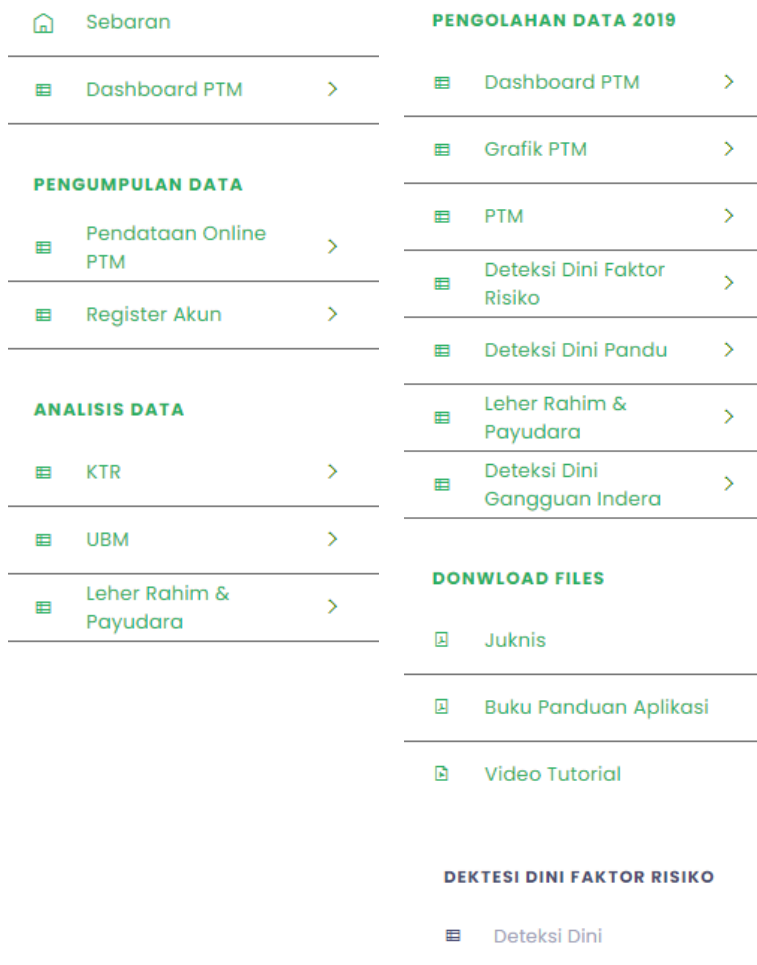 Sebaran
Dashboard PTM
PENGUMPULAN DATA
Pendataan Online
PTM
Register Akun
ANALISIS DATA
KTR
UBM
Leher Rahim &
Payudara
PENGOLAHAN DATA 2019
Dashboard PTM
Grafik PTM
PTM
Deteksi Dini Faktor
Risiko
Deteksi Dini Pandu
Leher Rahim &
Payudara
Deteksi Dini
Gangguan Indera
DONWLOAD FILES
Juknis
Buku Panduan Aplikasi
Video Tutorial
DEKTESI DINI FAKTOR RISIKO
Deteksi Dini